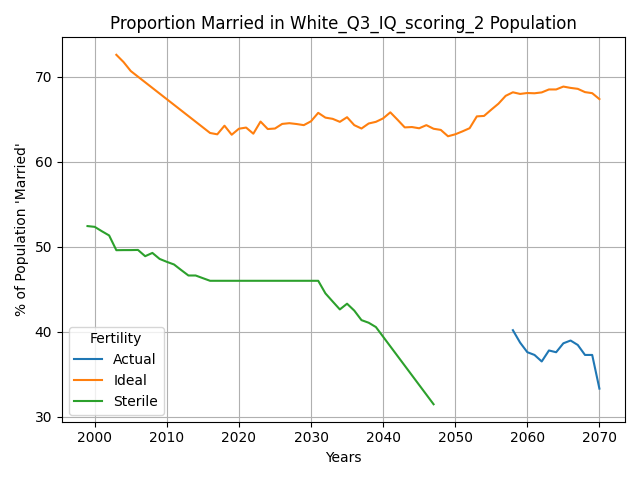 Proportion Married in White_Q3_IQ_scoring_2 Population
% of Population 'Married'
70
60
50
40
30
Fertility
Actual
Ideal
Sterile
2000 2010 2020 2030 2040 2050 2060 2070
Years